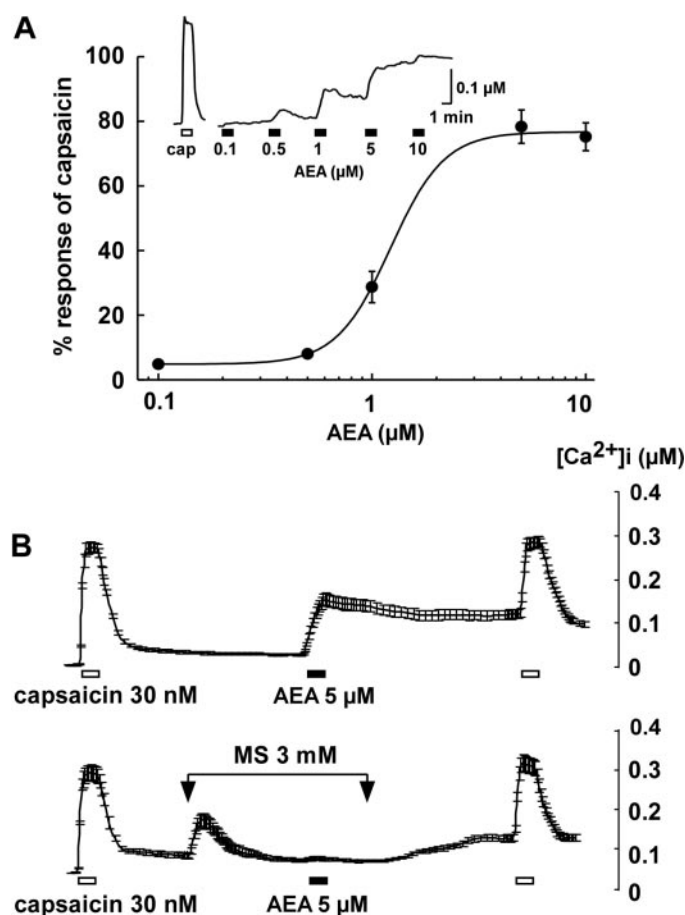 A
% response of capsaicin
100
80
60
40
20
0
0.1 1 10
AEA (µM)
cap 0.1 0.5 1 5 10
AEA
(µM)
0.1 µM
1 min
[Ca2+]i (µM)
B
0.4
0.3
0.2
0.1
0
capsaicin 30 nM AEA 5 µM
MS 3 mM
0.4
0.3
0.2
0.1
0
capsaicin 30 nM AEA 5 µM